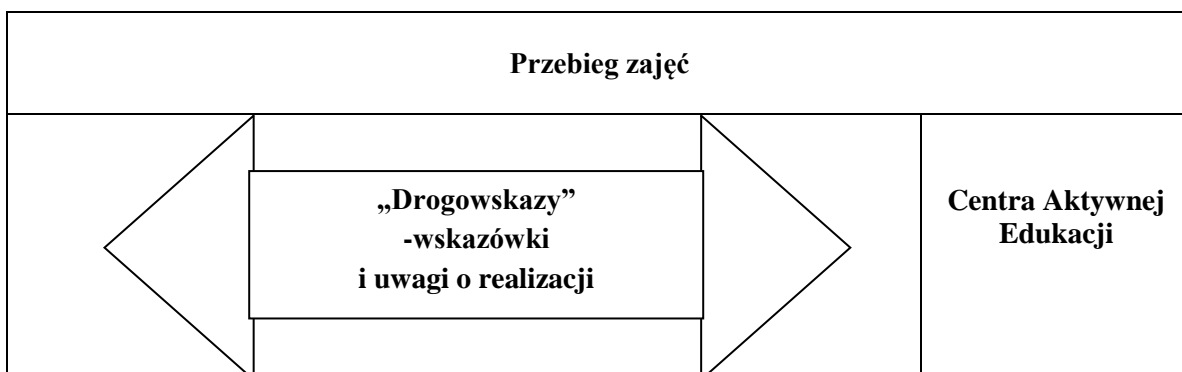 Przebieg zajęć
„Drogowskazy”
-wskazówki
i uwagi o realizacji
Centra Aktywnej
Edukacji